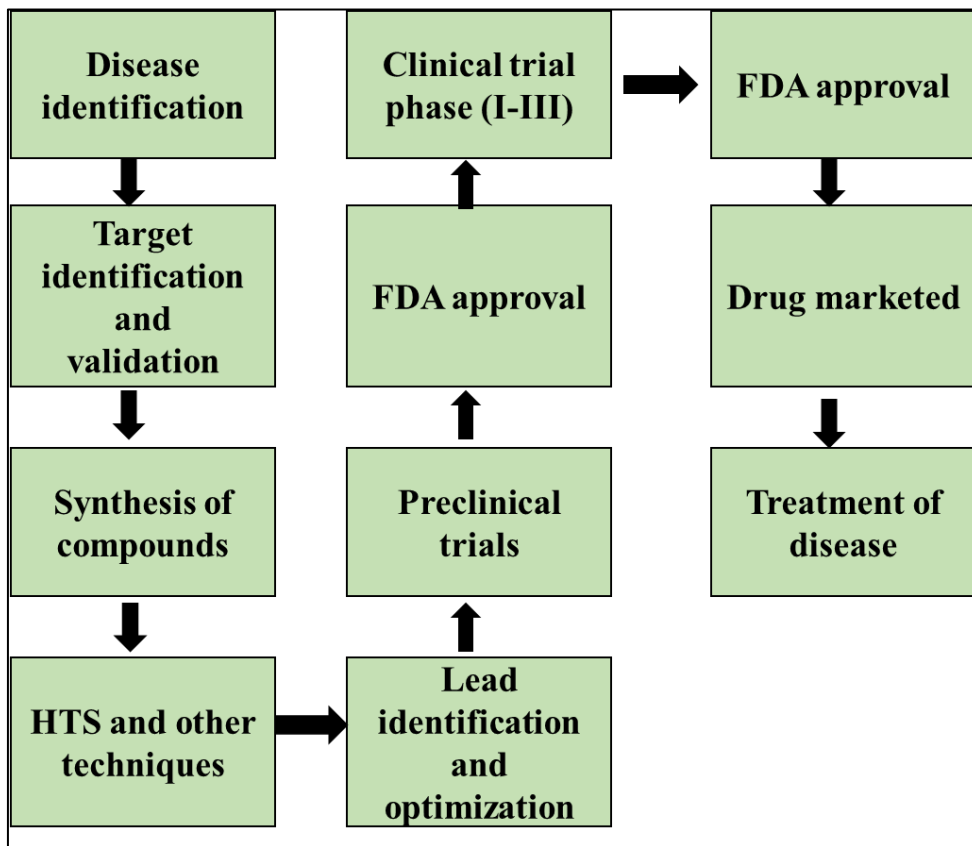 Disease
identification
Target
identification
and
validation
Synthesis of
compounds
HTS and other
techniques
Lead
identification
and
optimization
Preclinical
trials
FDA approval
Clinical trial
phase (I-III)
FDA approval
Drug marketed
Treatment of
disease